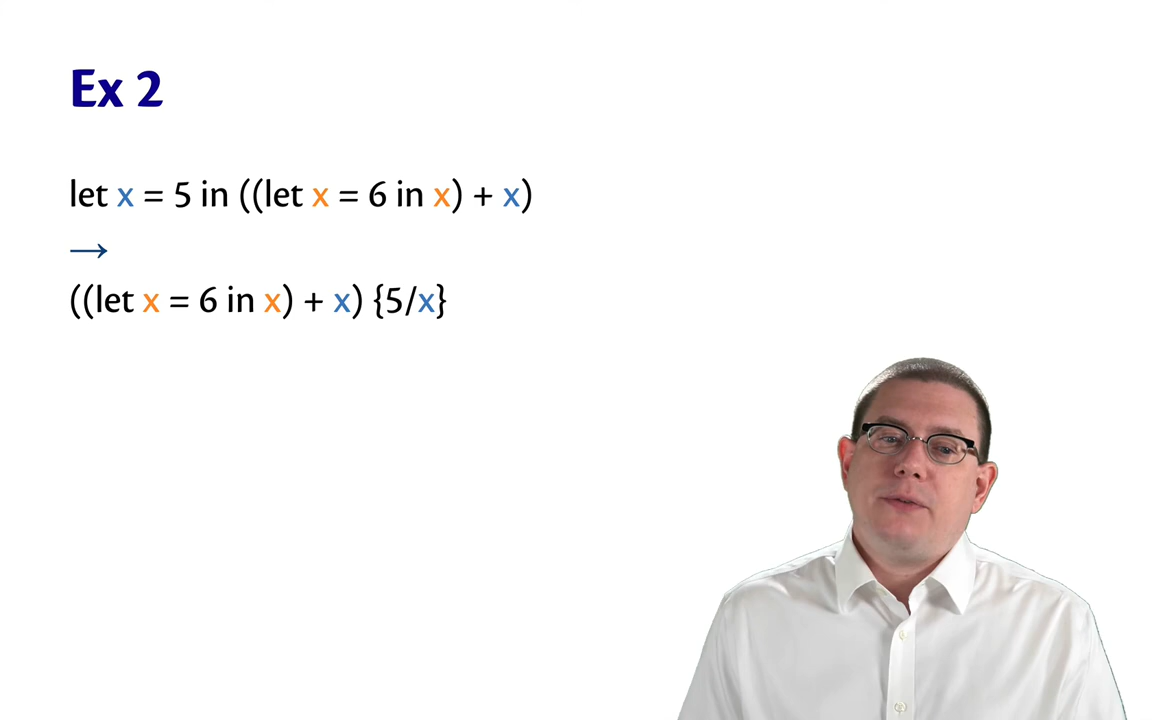 Ex 2
let x = 5 in ((let x = 6 in x) + x)
→
((let x = 6 in x) + x) {5/x}